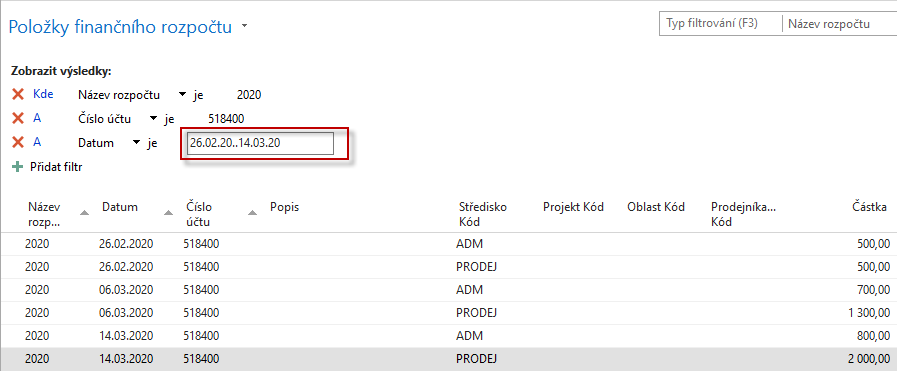 Položky finančního rozpočtu
Typ filtrování (F3) Název rozpočtu
Zobrazit výsledky:
Kde Název rozpočtu je 2020
A Číslo účtu je 518400
A Datum je 26.02.20..14.03.20
Přidat filtr
Název rozp... Datum Číslo účtu Popis Středisko Kód Projekt Kód Oblast Kód Prodejníka... Kód Částka
2020 26.02.2020 518400 ADM 500,00
2020 26.02.2020 518400 PRODEJ 500,00
2020 06.03.2020 518400 ADM 700,00
2020 06.03.2020 518400 PRODEJ 1 300,00
2020 14.03.2020 518400 ADM 800,00
2020 14.03.2020 518400 PRODEJ 2 000,00